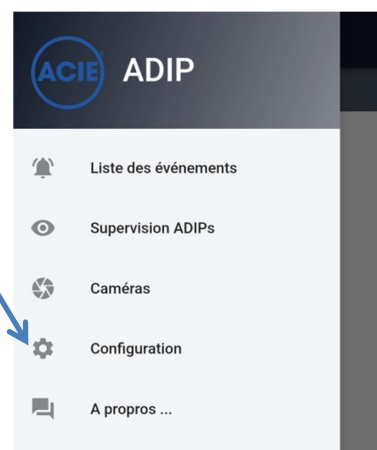 ACIE ADIP
Liste des événements
Supervision ADIPs
Caméras
Configuration
A propos ...